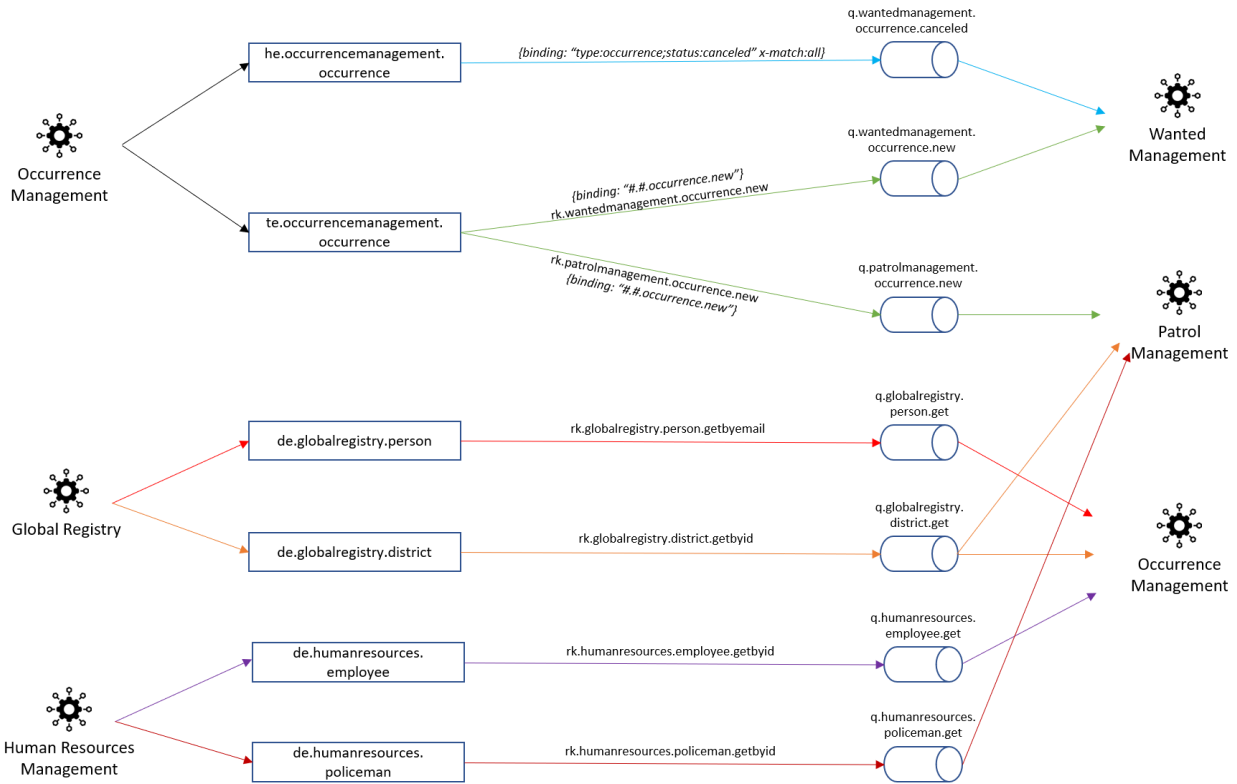 q.wantedmanagement.
occurrence.canceled
he.occurrencemanagement.
occurrence
{binding: “type:occurrence;status:canceled” x-match:all}
Wanted
Management
Occurrence
Management
q.wantedmanagement.
occurrence.new
{binding: “#.#.occurrence.new”}
rk.wantedmanagement.occurrence.new
te.occurrencemanagement.
occurrence
rk.patrolmanagement.occurrence.new
{binding: “#.#.occurrence.new”}
q.patrolmanagement.
occurrence.new
Patrol
Management
q.globalregistry.
person.get
de.globalregistry.person
rk.globalregistry.person.getbyemail
Global Registry
q.globalregistry.
district.get
de.globalregistry.district
rk.globalregistry.district.getbyid
Occurrence
Management
q.humanresources.
employee.get
de.humanresources.
employee
rk.humanresources.employee.getbyid
Human Resources
Management
q.humanresources.
policeman.get
de.humanresources.
policeman
rk.humanresources.policeman.getbyid